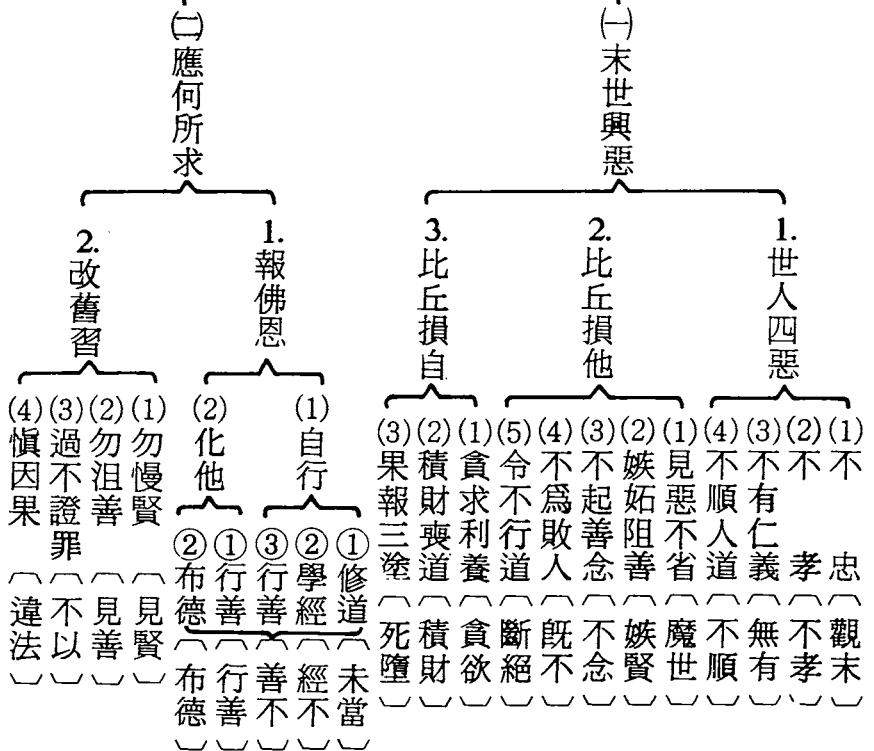 ㈠末世興惡
1.世人四惡
(1)不　忠（觀末）
(2)不　孝（不孝）
(3)不有仁義（無有）
(4)不順人道（不順）
2.比丘損他
(1)見惡不省（魔世）
(2)嫉妬阻善（嫉賢）
(3)不起善念（不念）
(4)不爲敗人（旣不）
(5)令不行道（斷絕）
3.比丘損自
(1)貪求利養（貪欲）
(2)積財喪道（積財）
(3)果報三塗（死墮）
㈡應何所求
1.報佛恩
(1)自行
①修道（未當）
②學經（經不）
③行善（善不）
(2)化他
①行善（行善）
②布德（布德）
2.改舊習
(1)勿慢賢（見賢）
(2)勿沮善（見善）
(3)過不證罪（不以）
(4)愼因果（違法）